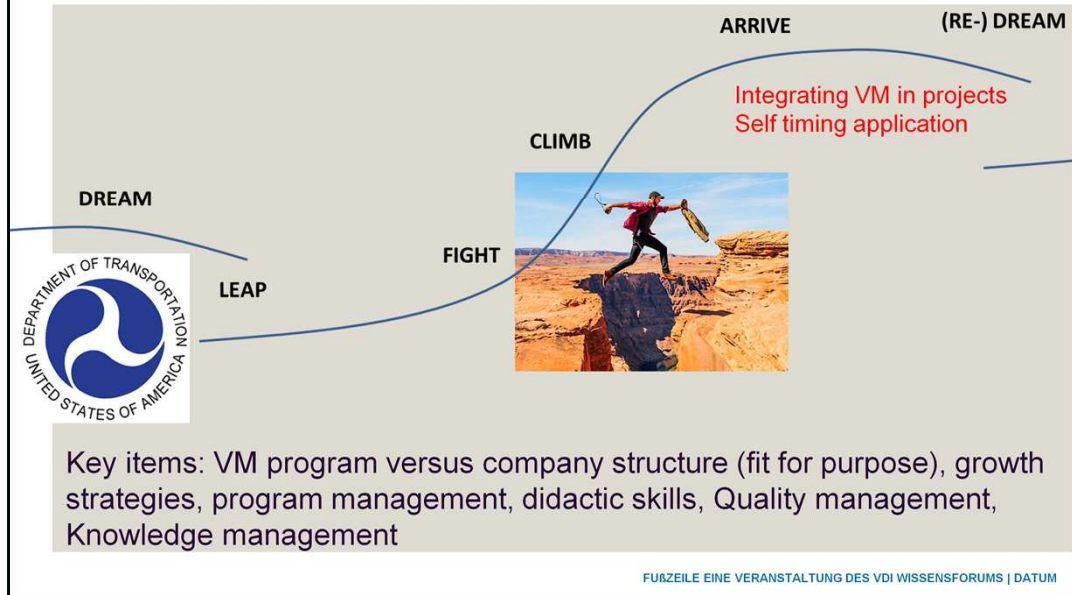 ARRIVE
(RE-) DREAM
Integrating VM in projects
Self timing application
CLIMB
DREAM
FIGHT
LEAP
DEPARTMENT OF TRANSPORTATION
UNITED STATES OF AMERICA
Key items: VM program versus company structure (fit for purpose), growth
strategies, program management, didactic skills, Quality management,
Knowledge management
FUßZEILE EINE VERANSTALTUNG DES VDI WISSENSFORUMS | DATUM